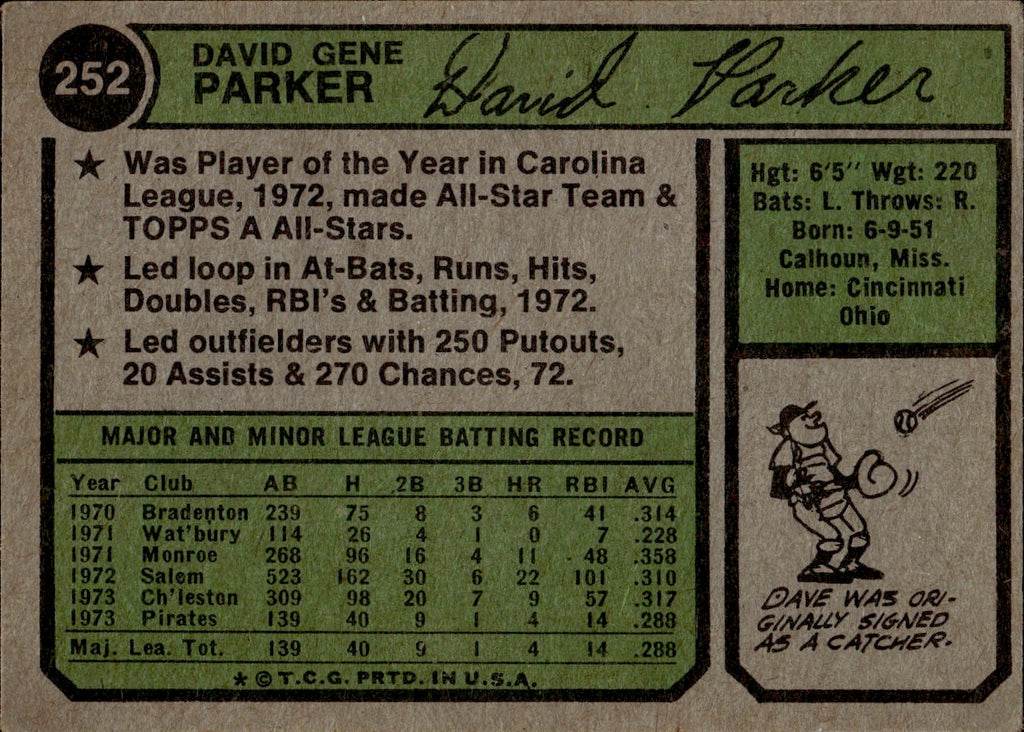 252
DAVID GENE
PARKER
David Parker
★ Was Player of the Year in Carolina
League, 1972, made All-Star Team &
TOPPS A All-Stars.
★ Led loop in At-Bats, Runs, Hits,
Doubles, RBI's & Batting, 1972.
★ Led outfielders with 250 Putouts,
20 Assists & 270 Chances, 72.
Hgt: 6'5" Wgt: 220
Bats: L. Throws: R.
Born: 6-9-51
Calhoun, Miss.
Home: Cincinnati
Ohio
MAJOR AND MINOR LEAGUE BATTING RECORD
Year Club AB H 2B 3B HR RBI AVG
1970 Bradenton 239 75 8 3 6 41 .314
1971 Wat'bury 114 26 4 1 0 7 .228
1971 Monroe 268 96 16 4 11 48 .358
1972 Salem 523 162 30 6 22 101 .310
1973 Ch'leston 309 98 20 7 9 57 .317
1973 Pirates 139 40 9 1 4 14 .288
Maj. Lea. Tot. 139 40 9 1 4 14 .288
* © T.C.G. PRTD. IN U.S.A.
DAVE WAS ORI-
GINALLY SIGNED
AS A CATCHER.